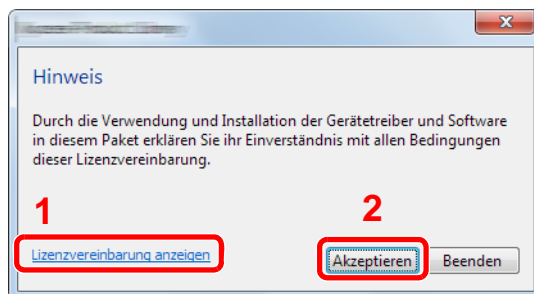 Hinweis
Durch die Verwendung und Installation der Gerätetreiber und Software
in diesem Paket erklären Sie ihr Einverständnis mit allen Bedingungen
dieser Lizenzvereinbarung.
1
2
Lizenzvereinbarung anzeigen
Akzeptieren
Beenden